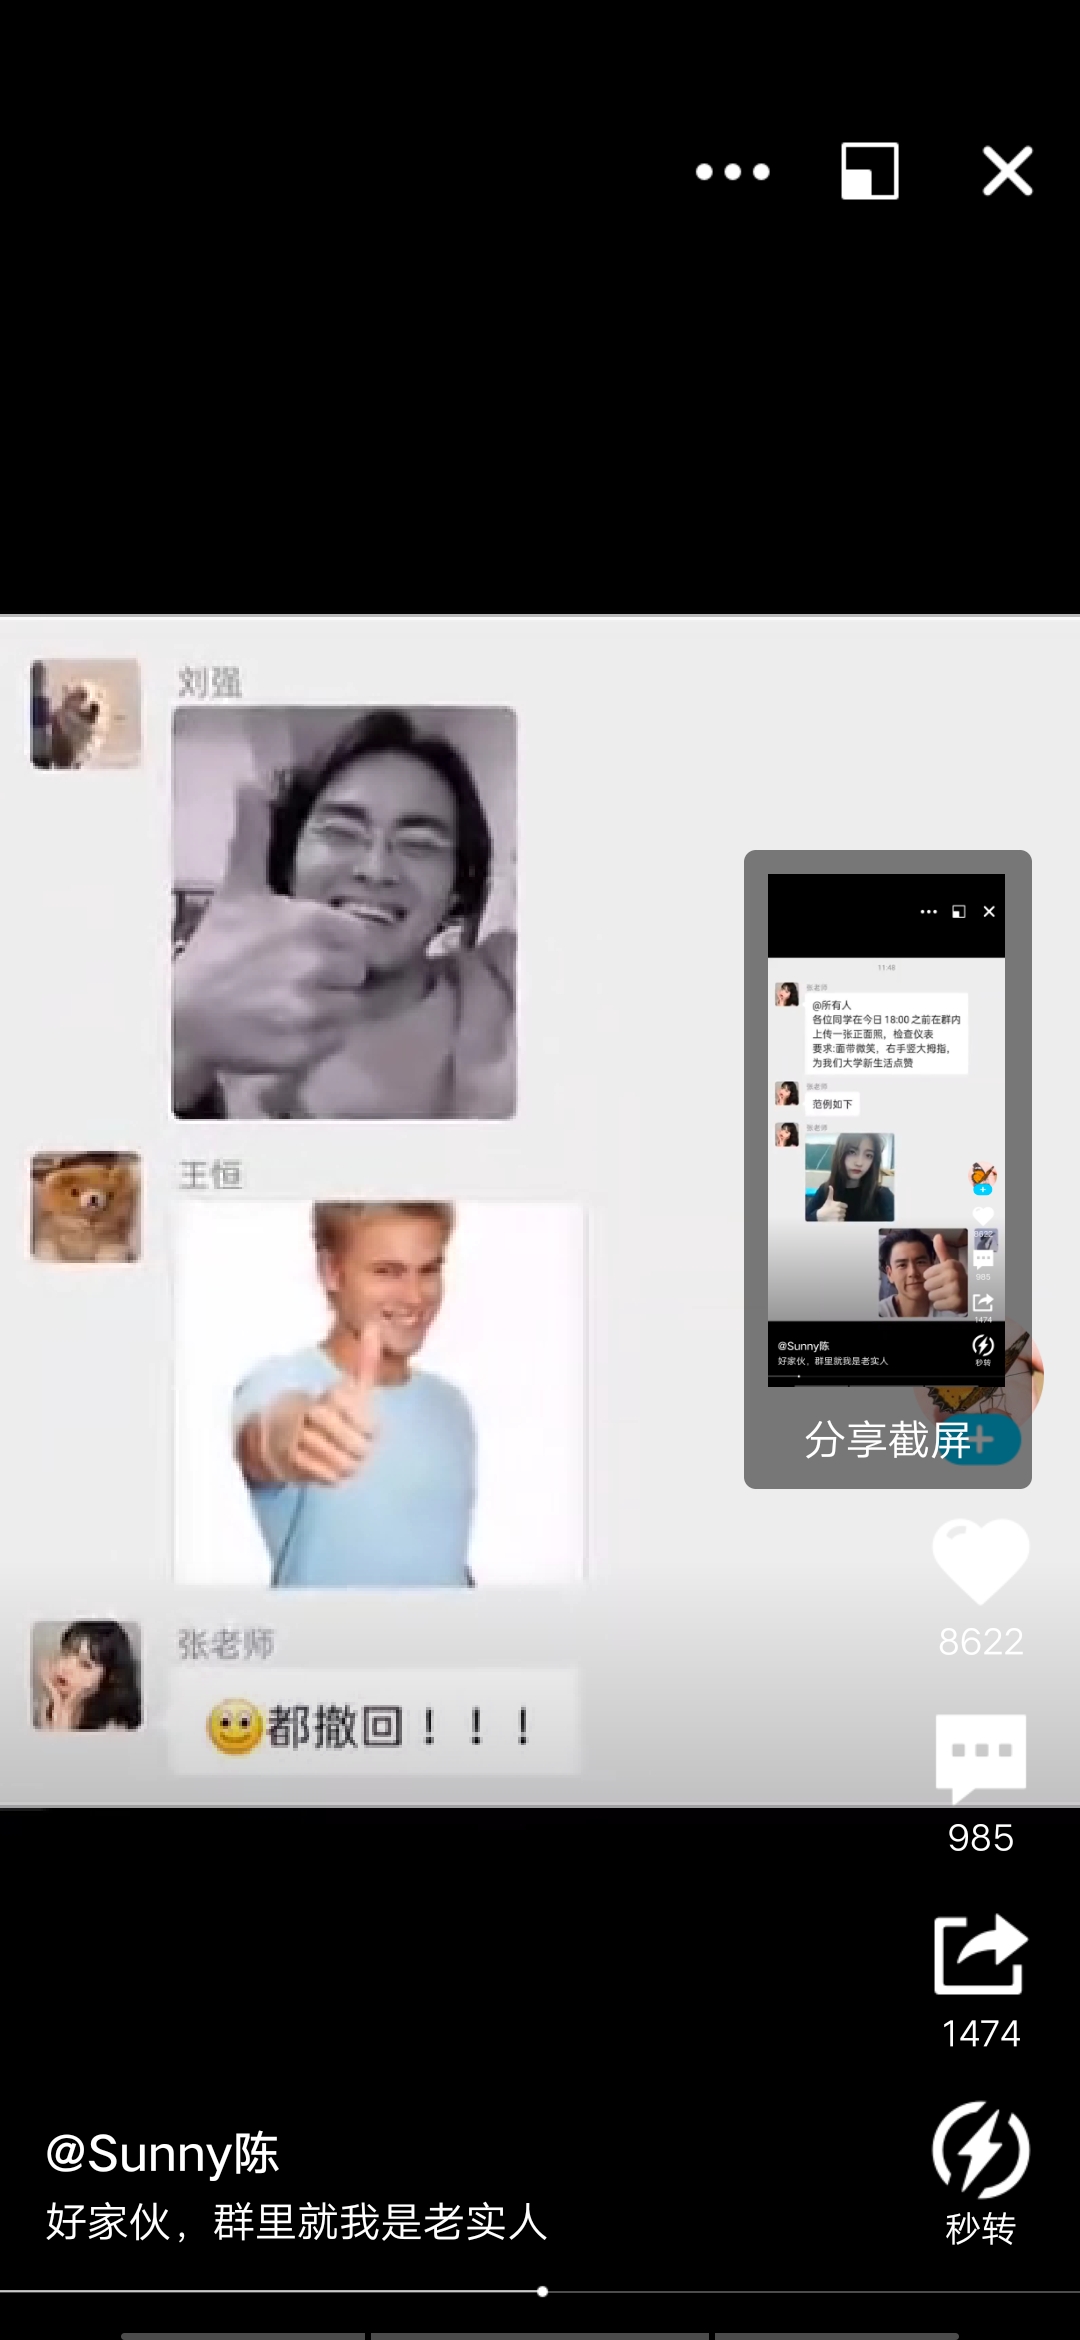 刘强
王恒
11:48
张老师
@所有人
各位同学在今日18:00之前在群内
上传一张正面照，检查仪表
要求:面带微笑，右手竖大拇指，
为我们大学新生活点赞
张老师
范例如下
张老师
985
1474
@Sunny陈
好家伙，群里就我是老实人
秒转
分享截屏
8622
张老师
都撤回！！！
985
1474
@Sunny陈
好家伙，群里就我是老实人
秒转